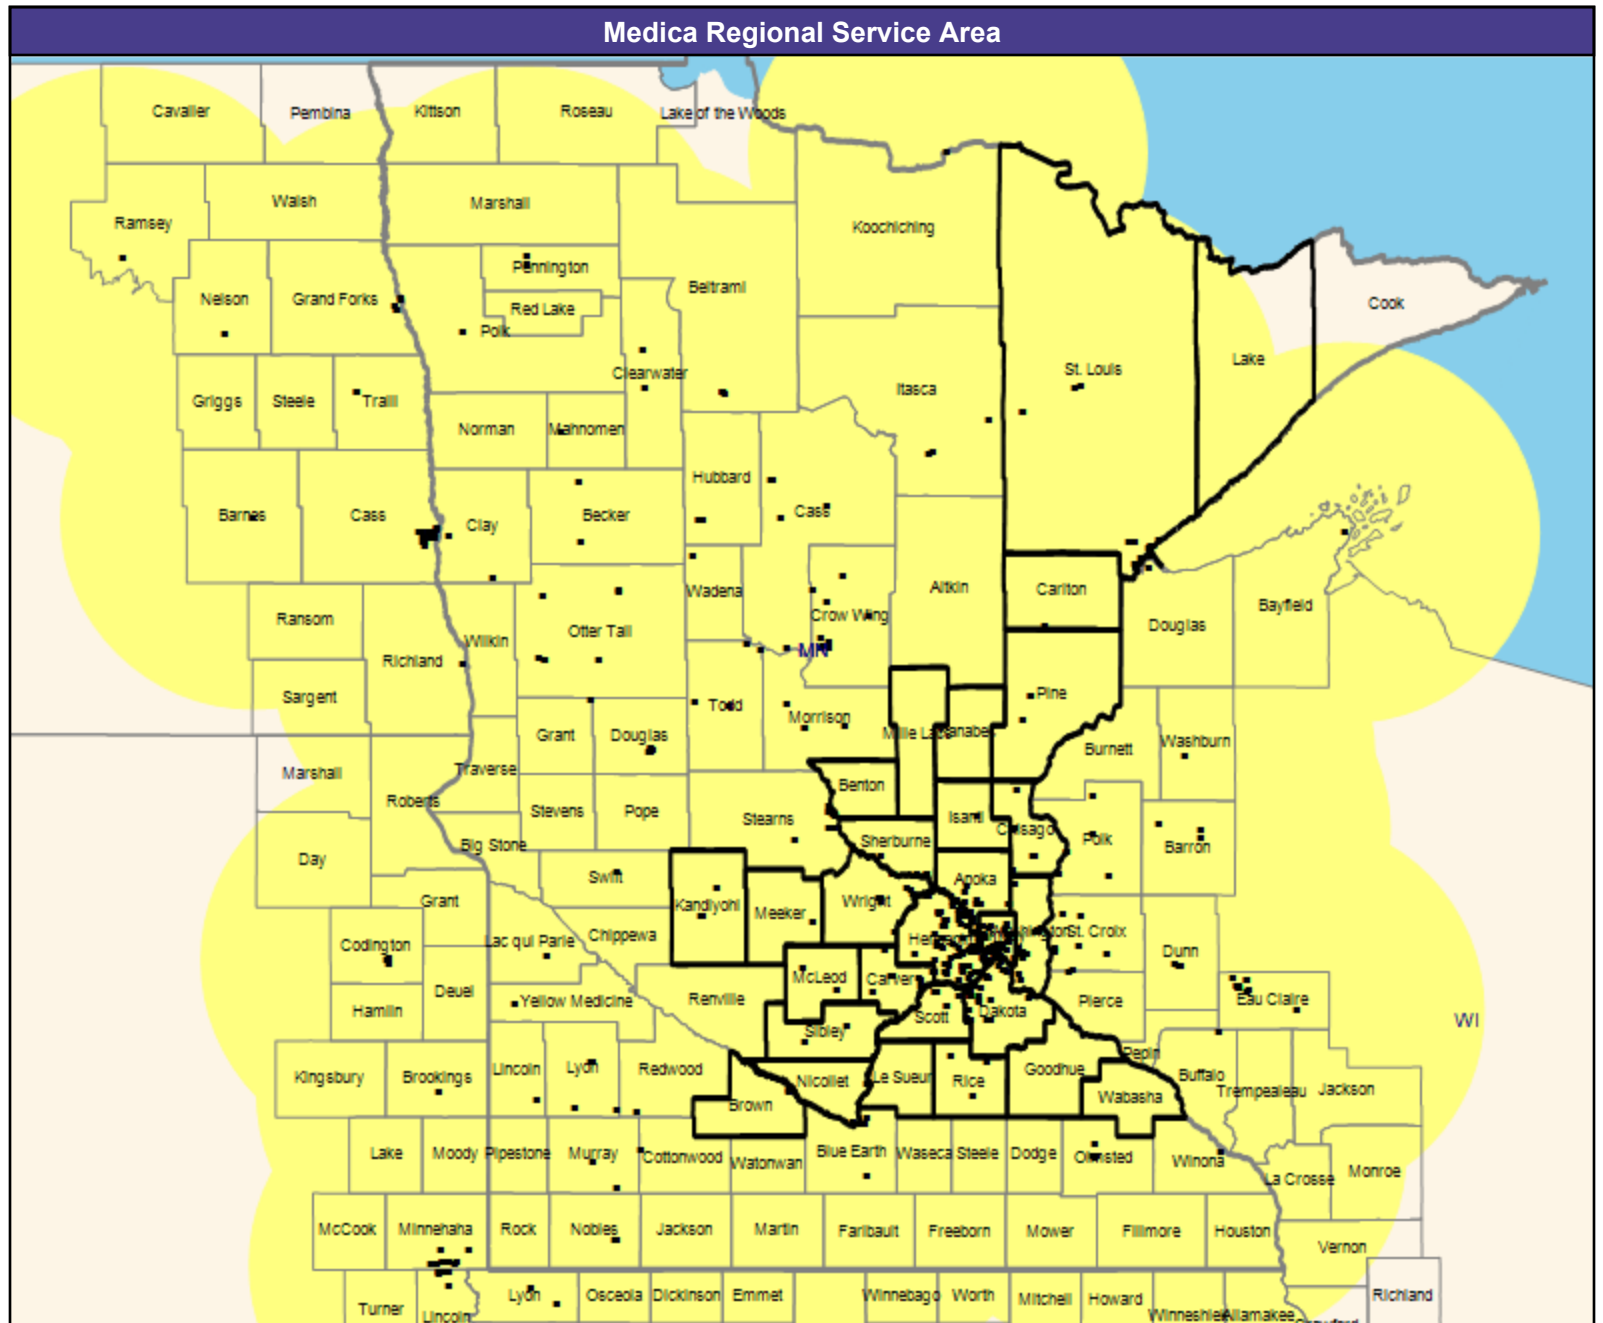 Medica Regional Service Area
Cavalier
Pembina
Kittson
Roseau
Lake of the Woods
Walsh
Marshall
Ramsey
Koochiching
Pennington
Beltrami
Nelson
Grand Forks
Red Lake
Cook
Polk
Lake
St. Louis
Clearwater
Itasca
Griggs
Steele
Traill
Norman
Mahnomen
Hubbard
Cass
Barnes
Cass
Clay
Becker
Aitkin
Carlton
Wadena
Bayfield
Crow Wing
Ransom
Otter Tail
Douglas
Wilkin
MN
Richland
Sargent
Pine
Todd
Morrison
Mille Lacs
Kanabec
Grant
Douglas
Washburn
Burnett
Traverse
Marshall
Benton
Roberts
Stevens
Pope
Stearns
Isanti
Chisago
Polk
Sherburne
Big Stone
Barron
Day
Swift
Anoka
Grant
Kandiyohi
Meeker
Wright
Codington
Lac qui Parle
Chippewa
Washington
St. Croix
Dunn
McLeod
Carver
Deuel
Yellow Medicine
Renville
Pierce
Eau Claire
Hamlin
Scott
Dakota
WI
Sibley
Pepin
Kingsbury
Brookings
Lincoln
Lyon
Redwood
Nicollet
Le Sueur
Rice
Goodhue
Buffalo
Trempealeau
Jackson
Brown
Wabasha
Lake
Moody
Pipestone
Murray
Cottonwood
Watonwan
Blue Earth
Waseca
Steele
Dodge
Olmsted
Winona
La Crosse
Monroe
McCook
Minnehaha
Rock
Nobles
Jackson
Martin
Faribault
Freeborn
Mower
Fillmore
Houston
Vernon
Turner
Lincoln
Lyon
Osceola
Dickinson
Emmet
Winnebago
Worth
Mitchell
Howard
Winneshiek
Allamakee
Richland